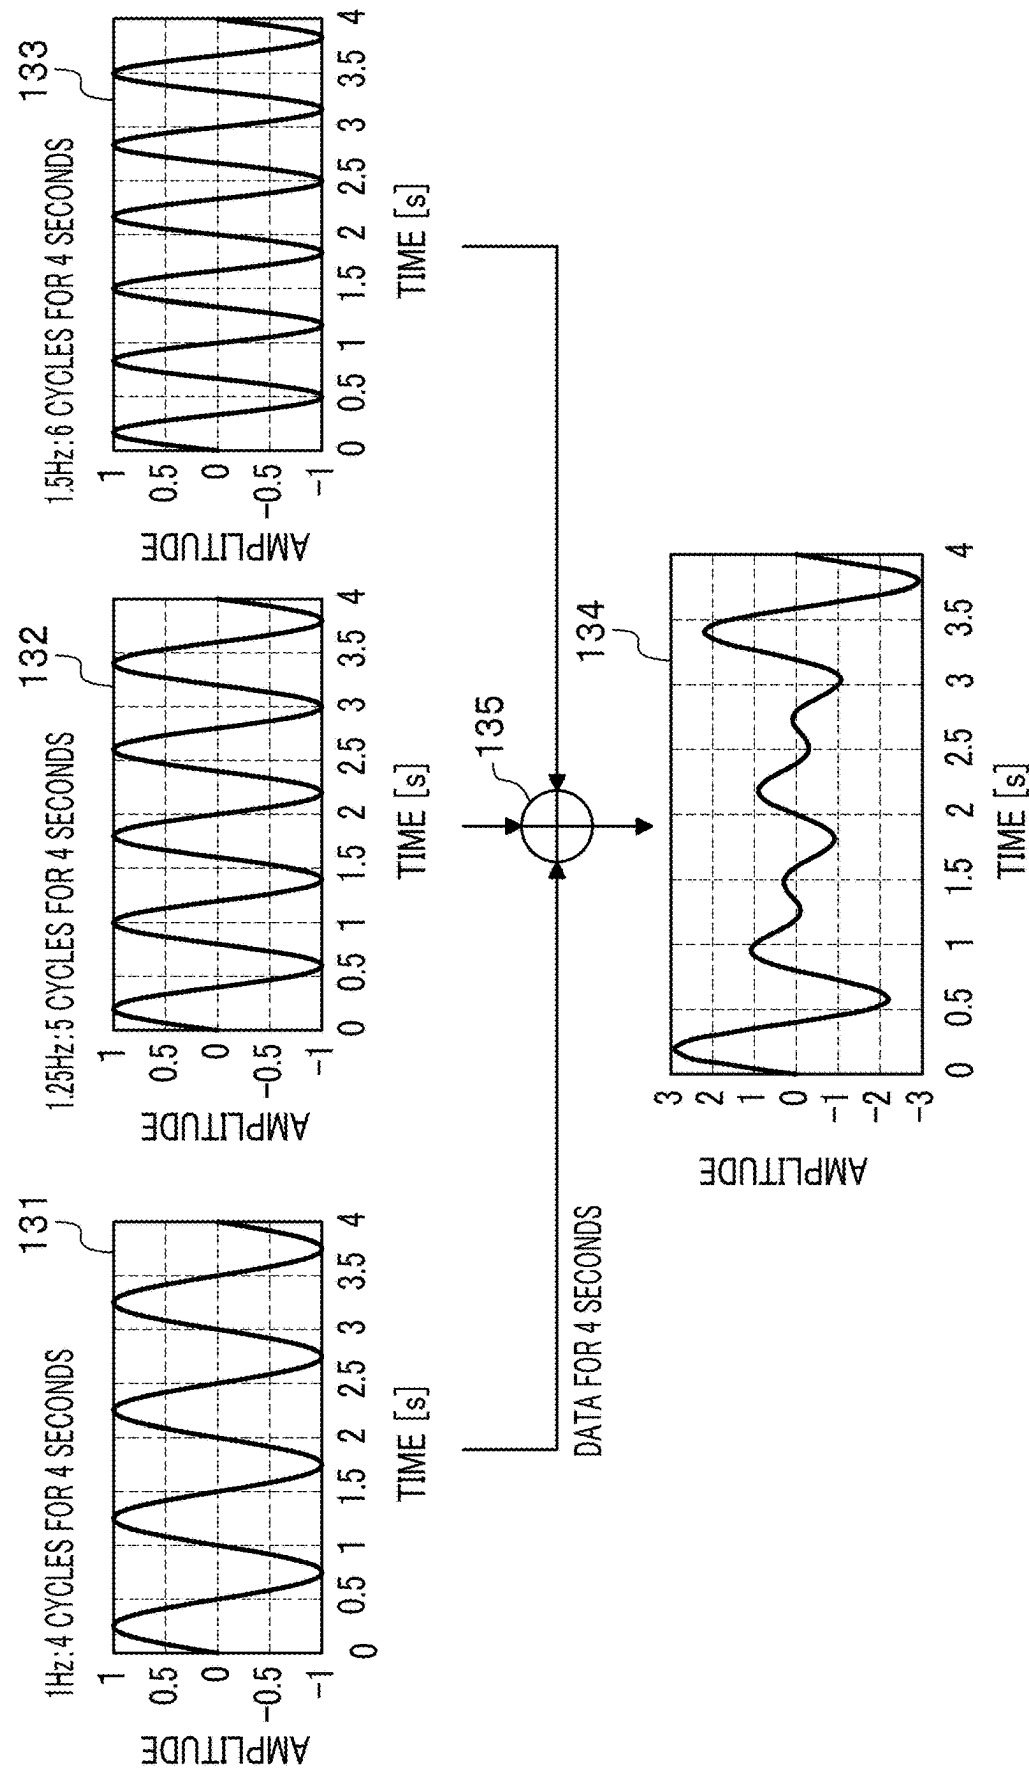 1Hz:4 CYCLES FOR 4 SECONDS
131
AMPLITUDE
1
0.5
0
-0.5
-1
0 0.5 1 1.5 2 2.5 3 3.5 4
TIME [s]
1.25Hz:5 CYCLES FOR 4 SECONDS
132
AMPLITUDE
1
0.5
0
-0.5
-1
0 0.5 1 1.5 2 2.5 3 3.5 4
TIME [s]
1.5Hz:6 CYCLES FOR 4 SECONDS
133
AMPLITUDE
1
0.5
0
-0.5
-1
0 0.5 1 1.5 2 2.5 3 3.5 4
TIME [s]
135
DATA FOR 4 SECONDS
134
AMPLITUDE
3
2
1
0
-1
-2
-3
0 0.5 1 1.5 2 2.5 3 3.5 4
TIME [s]